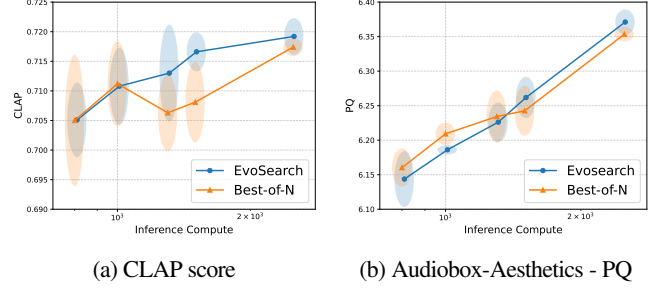 0.725
0.720
0.715
0.710
0.705
0.700
0.695
0.690
CLAP
10³
2 × 10³
Inference Compute
EvoSearch
Best-of-N
(a) CLAP score
6.40
6.35
6.30
6.25
6.20
6.15
6.10
PQ
10³
2 × 10³
Inference Compute
Evosearch
Best-of-N
(b) Audiobox-Aesthetics - PQ